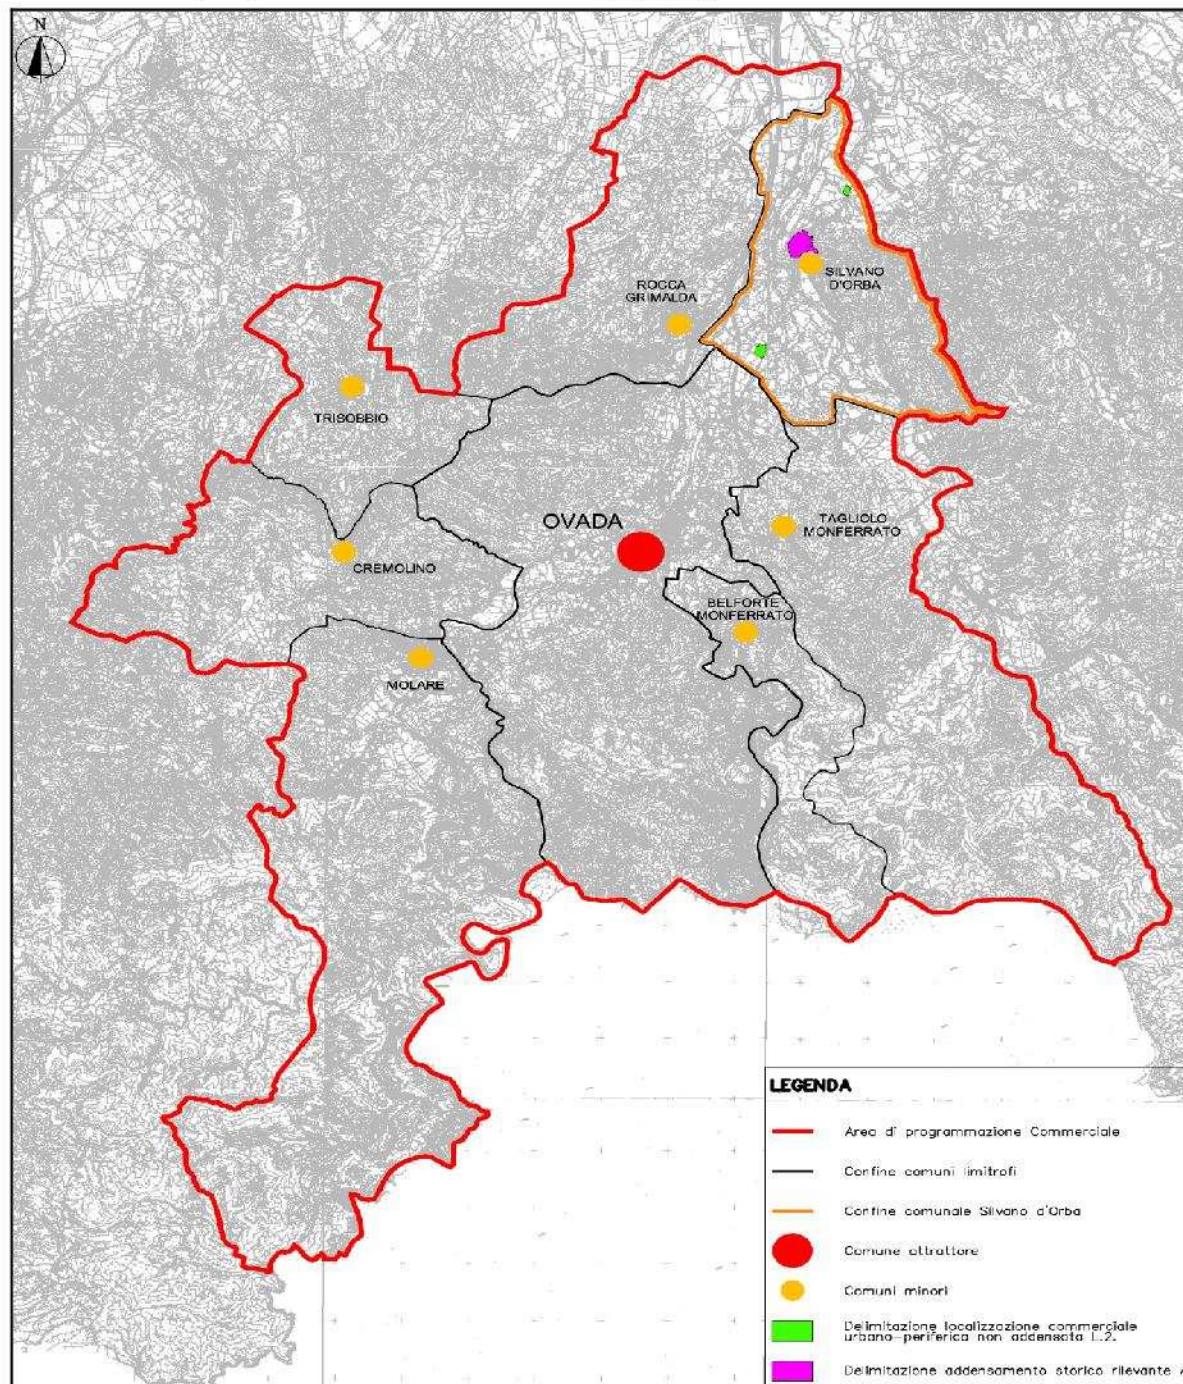 N
ROCCA
GRIMALDA
SILVANO
D'ORBA
TRISOBBIO
OVADA
TAGLIOLO
MONFERRATO
CREMOLINO
BELFORTE
MONFERRATO
MOLARE
LEGENDA
Area di programmazione Commerciale
Confine comuni limitrofi
Confine comunale Silvano d'Orba
Comune attrattore
Comuni minori
Delimitazione localizzazione commerciale
urbano-periferica non addensata L.2.
Delimitazione addensamento storico rilevante